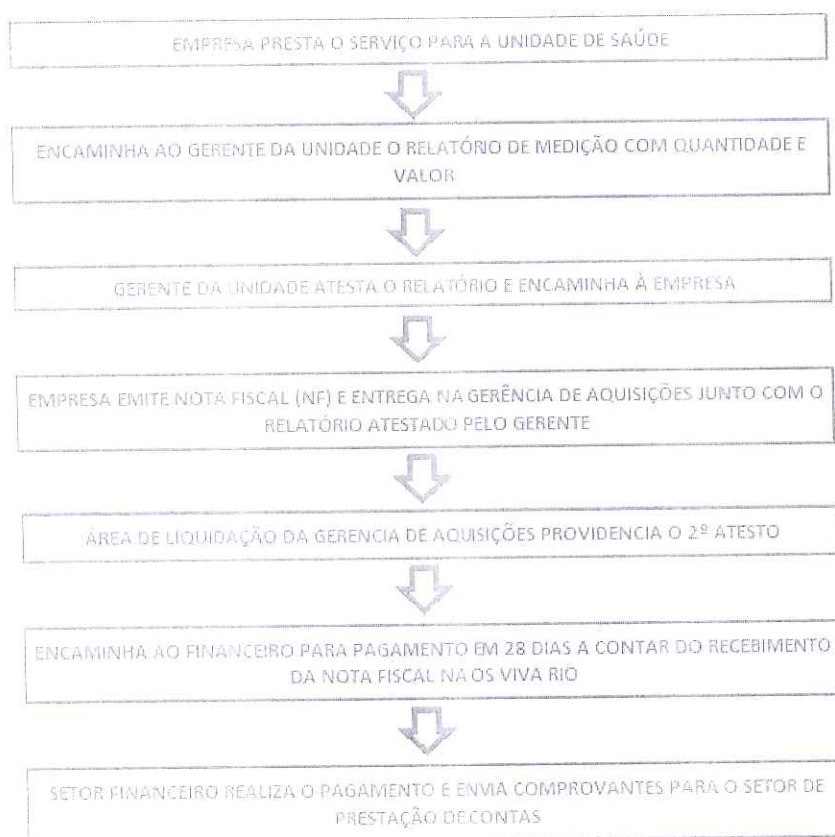 EMPRESA PRESTA O SERVIÇO PARA A UNIDADE DE SAÚDE
ENCAMINHA AO GERENTE DA UNIDADE O RELATÓRIO DE MEDIÇÃO COM QUANTIDADE E
VALOR
GERENTE DA UNIDADE ATESTA O RELATÓRIO E ENCAMINHA À EMPRESA
EMPRESA EMITE NOTA FISCAL (NF) E ENTREGA NA GERÊNCIA DE AQUISIÇÕES JUNTO COM O
RELATÓRIO ATESTADO PELO GERENTE
ÁREA DE LIQUIDAÇÃO DA GERENCIA DE AQUISIÇÕES PROVIDENCIA O 2º ATESTO
ENCAMINHA AO FINANCEIRO PARA PAGAMENTO EM 28 DIAS A CONTAR DO RECEBIMENTO
DA NOTA FISCAL NA OS VIVA RIO
SETOR FINANCEIRO REALIZA O PAGAMENTO E ENVIA COMPROVANTES PARA O SETOR DE
PRESTAÇÃO DE CONTAS